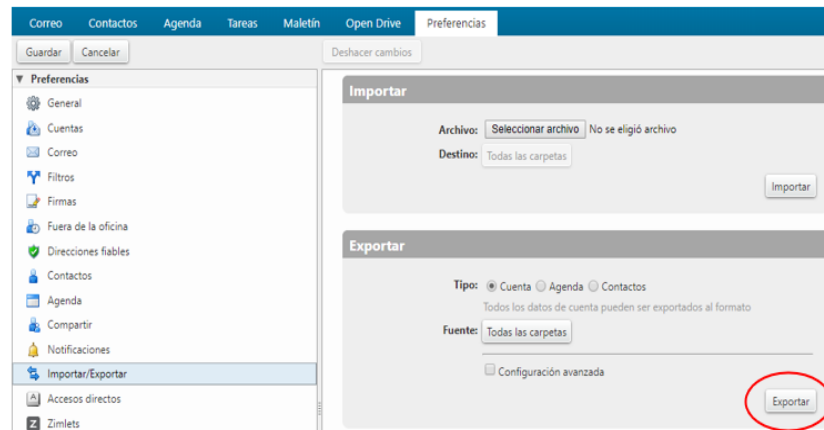 Correo Contactos Agenda Tareas Maletín Open Drive Preferencias
Guardar Cancelar Deshacer cambios
Preferencias
General
Cuentas
Correo
Filtros
Firmas
Fuera de la oficina
Direcciones fiables
Contactos
Agenda
Compartir
Notificaciones
Importar/Exportar
Accesos directos
Zimlets
Importar
Archivo: Seleccionar archivo No se eligió archivo
Destino: Todas las carpetas
Importar
Exportar
Tipo: Cuenta Agenda Contactos
Todos los datos de cuenta pueden ser exportados al formato
Fuente: Todas las carpetas
Configuración avanzada
Exportar